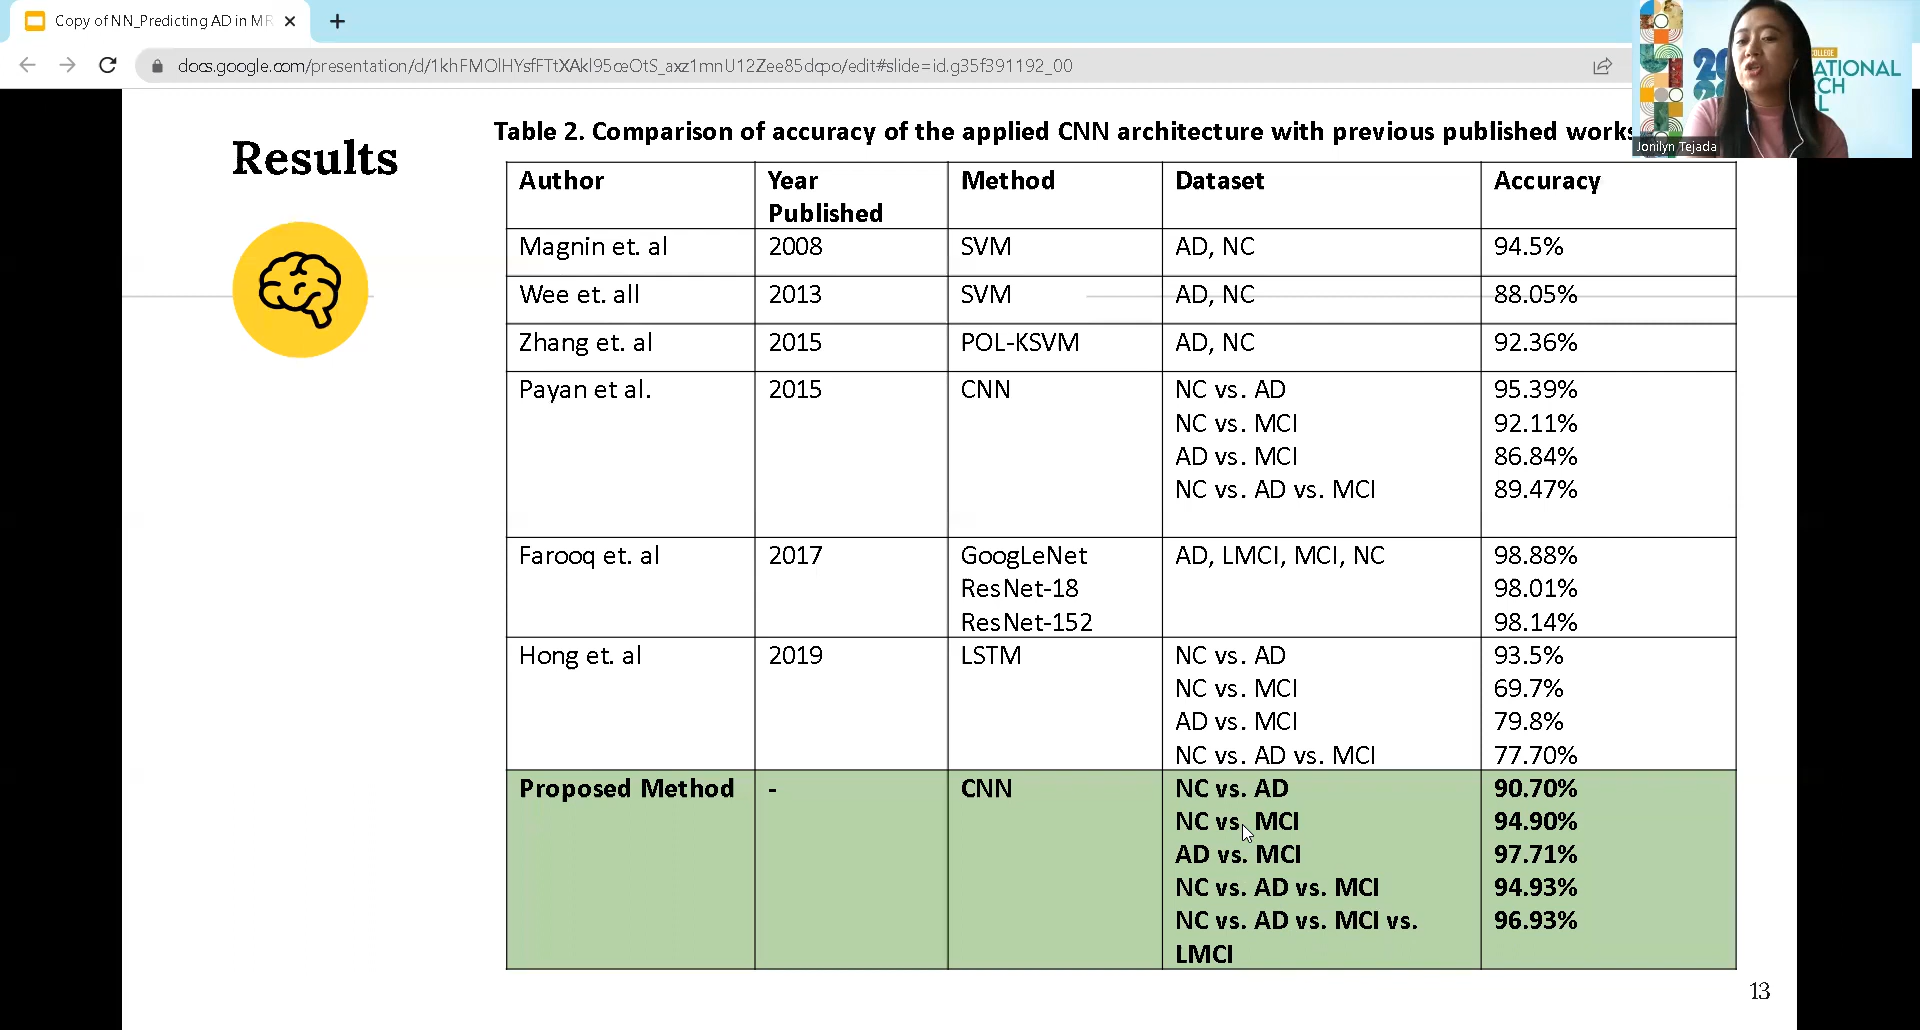 Copy of NN_Predicting AD in MR
docs.google.com/presentation/d/1khFMOlHYsfFTtXAkl95ceOtS_axz1mnU12Zee85dqpo/edit#slide=id.g35f391192_00
COLLEGE
ATIONAL
Jonilyn Tejada
Results
Table 2. Comparison of accuracy of the applied CNN architecture with previous published works
Author Year Published Method Dataset Accuracy
Magnin et. al 2008 SVM AD, NC 94.5%
Wee et. all 2013 SVM AD, NC 88.05%
Zhang et. al 2015 POL-KSVM AD, NC 92.36%
Payan et al. 2015 CNN NC vs. AD 95.39%
NC vs. MCI 92.11%
AD vs. MCI 86.84%
NC vs. AD vs. MCI 89.47%
Farooq et. al 2017 GoogLeNet AD, LMCI, MCI, NC 98.88%
ResNet-18 98.01%
ResNet-152 98.14%
Hong et. al 2019 LSTM NC vs. AD 93.5%
NC vs. MCI 69.7%
AD vs. MCI 79.8%
NC vs. AD vs. MCI 77.70%
Proposed Method - CNN NC vs. AD 90.70%
NC vs. MCI 94.90%
AD vs. MCI 97.71%
NC vs. AD vs. MCI 94.93%
NC vs. AD vs. MCI vs. 96.93%
LMCI
13